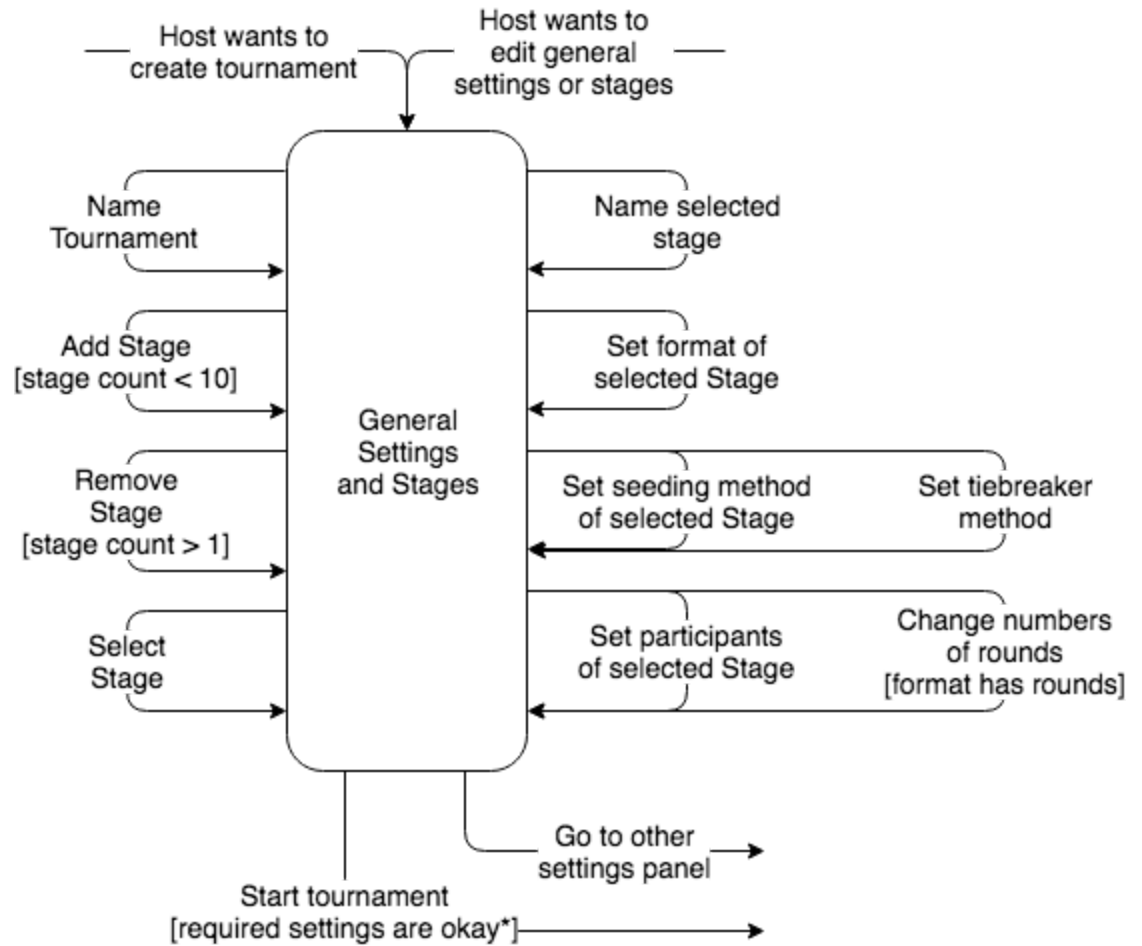 Host wants to
create tournament
Host wants to
edit general
settings or stages
Name
Tournament
Name selected
stage
Add Stage
[stage count < 10]
Set format of
selected Stage
General
Settings
and Stages
Remove
Stage
[stage count > 1]
Set seeding method
of selected Stage
Set tiebreaker
method
Select
Stage
Set participants
of selected Stage
Change numbers
of rounds
[format has rounds]
Go to other
settings panel
Start tournament
[required settings are okay*]